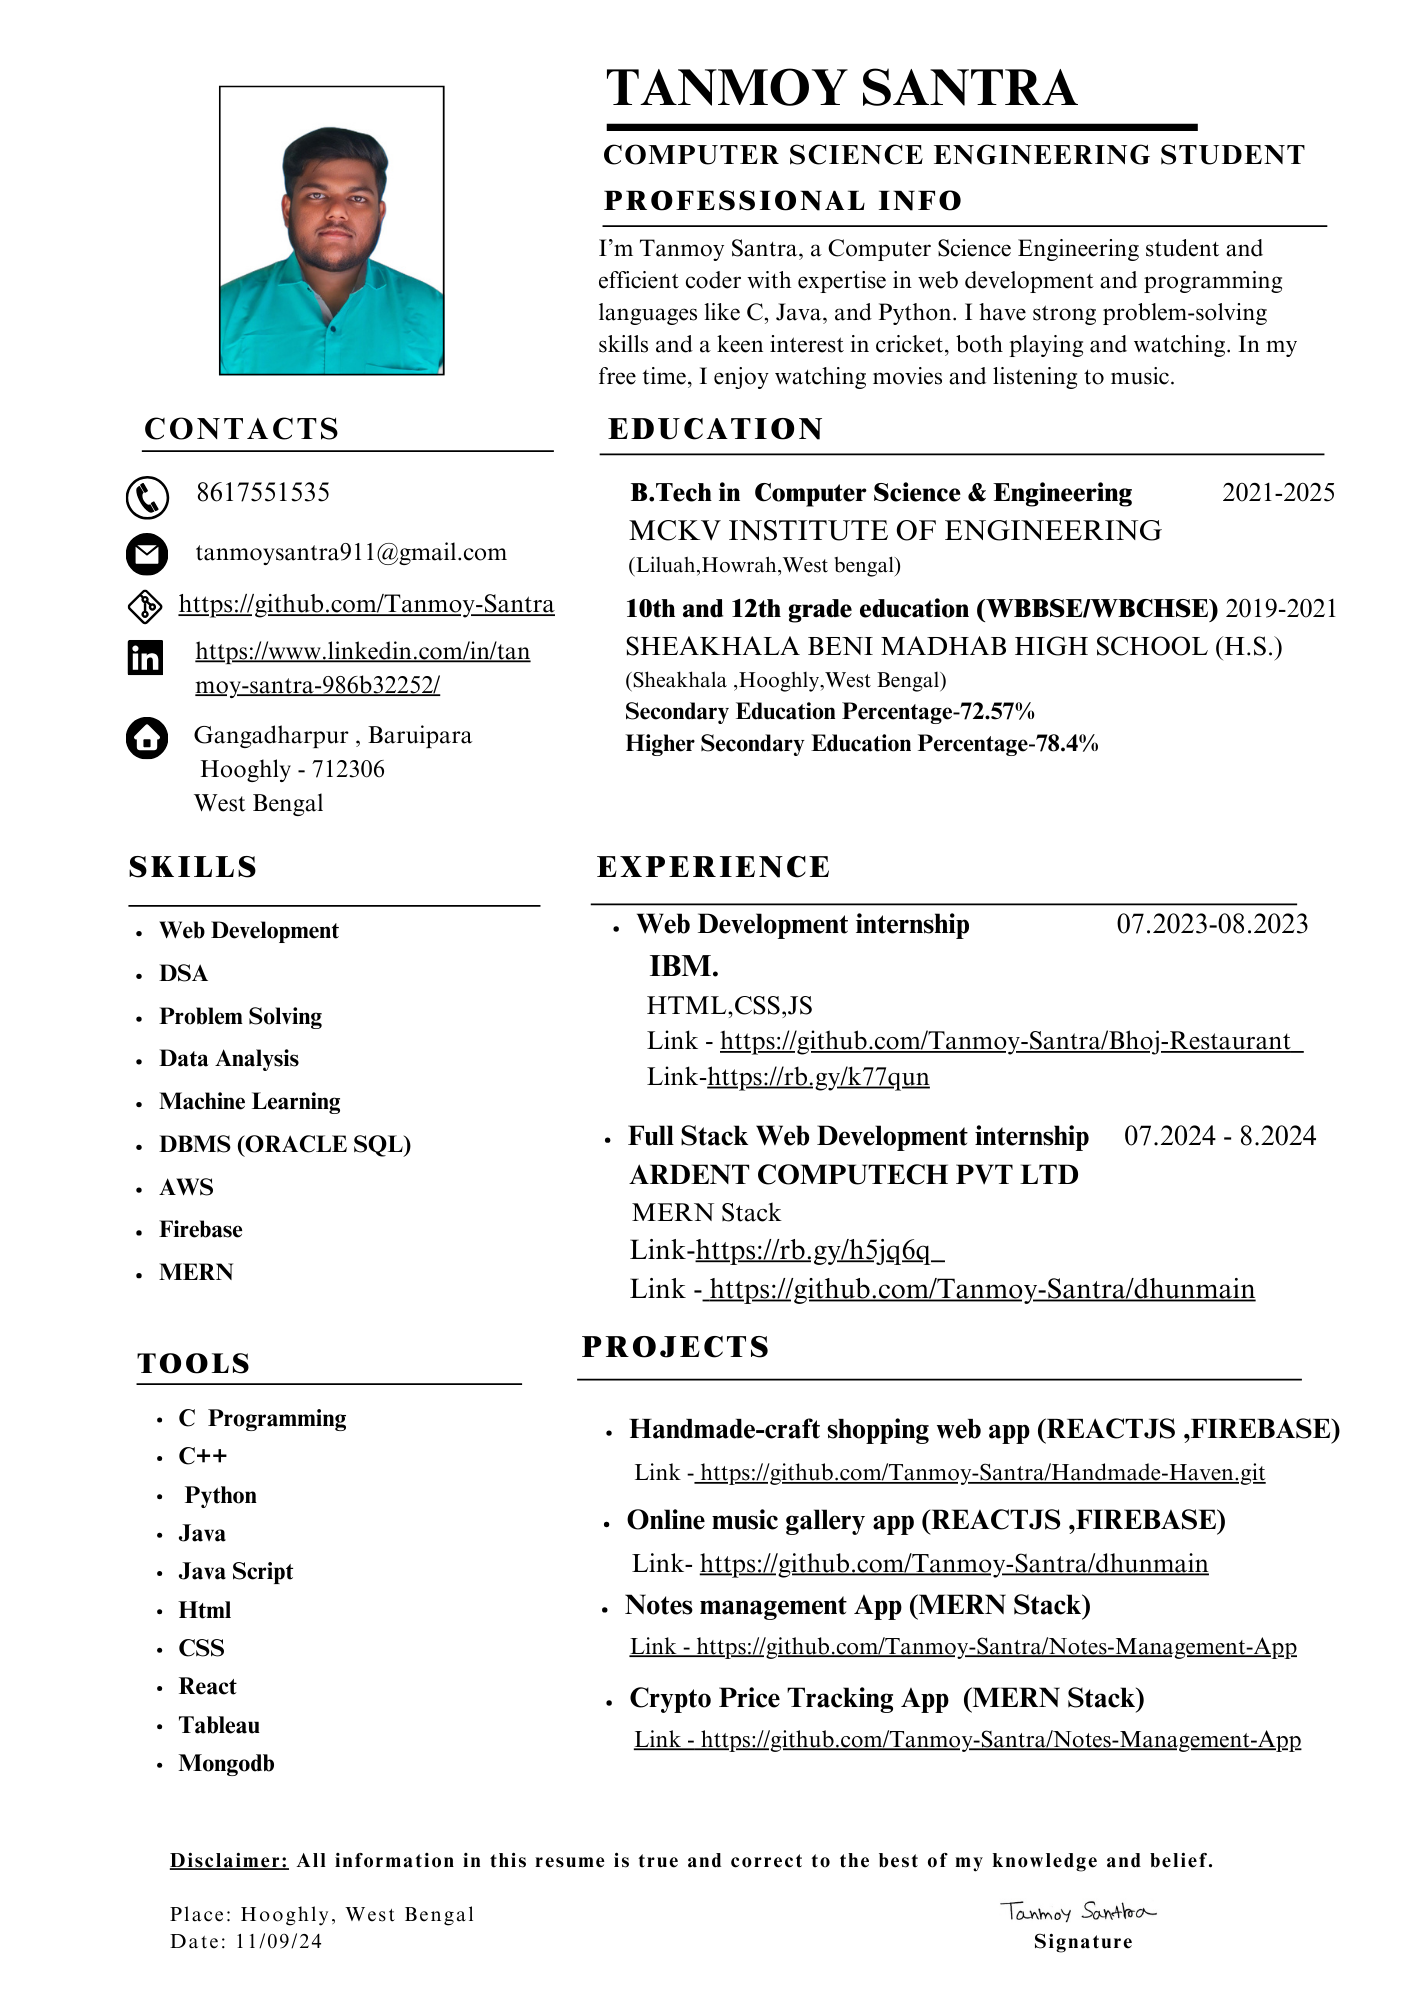 TANMOY SANTRA
COMPUTER SCIENCE ENGINEERING STUDENT
PROFESSIONAL INFO
I’m Tanmoy Santra, a Computer Science Engineering student and
efficient coder with expertise in web development and programming
languages like C, Java, and Python. I have strong problem-solving
skills and a keen interest in cricket, both playing and watching. In my
free time, I enjoy watching movies and listening to music.
CONTACTS
8617551535
tanmoysantra911@gmail.com
https://github.com/Tanmoy-Santra
in
https://www.linkedin.com/in/tan
moy-santra-986b32252/
Gangadharpur , Baruipara
Hooghly - 712306
West Bengal
EDUCATION
B.Tech in  Computer Science & Engineering 2021-2025
MCKV INSTITUTE OF ENGINEERING
(Liluah,Howrah,West bengal)
10th and 12th grade education (WBBSE/WBCHSE) 2019-2021
SHEAKHALA BENI MADHAB HIGH SCHOOL (H.S.)
(Sheakhala ,Hooghly,West Bengal)
Secondary Education Percentage-72.57%
Higher Secondary Education Percentage-78.4%
SKILLS
• Web Development
• DSA
• Problem Solving
• Data Analysis
• Machine Learning
• DBMS (ORACLE SQL)
• AWS
• Firebase
• MERN
EXPERIENCE
• Web Development internship 07.2023-08.2023
IBM.
HTML,CSS,JS
Link - https://github.com/Tanmoy-Santra/Bhoj-Restaurant
Link-https://rb.gy/k77qun
• Full Stack Web Development internship 07.2024 - 8.2024
ARDENT COMPUTECH PVT LTD
MERN Stack
Link-https://rb.gy/h5jq6q
Link - https://github.com/Tanmoy-Santra/dhunmain
TOOLS
• C  Programming
• C++
• Python
• Java
• Java Script
• Html
• CSS
• React
• Tableau
• Mongodb
PROJECTS
• Handmade-craft shopping web app (REACTJS ,FIREBASE)
Link - https://github.com/Tanmoy-Santra/Handmade-Haven.git
• Online music gallery app (REACTJS ,FIREBASE)
Link- https://github.com/Tanmoy-Santra/dhunmain
• Notes management App (MERN Stack)
Link - https://github.com/Tanmoy-Santra/Notes-Management-App
• Crypto Price Tracking App  (MERN Stack)
Link - https://github.com/Tanmoy-Santra/Notes-Management-App
Disclaimer: All information in this resume is true and correct to the best of my knowledge and belief.
Place: Hooghly, West Bengal
Date: 11/09/24
Tanmoy Santra
Signature